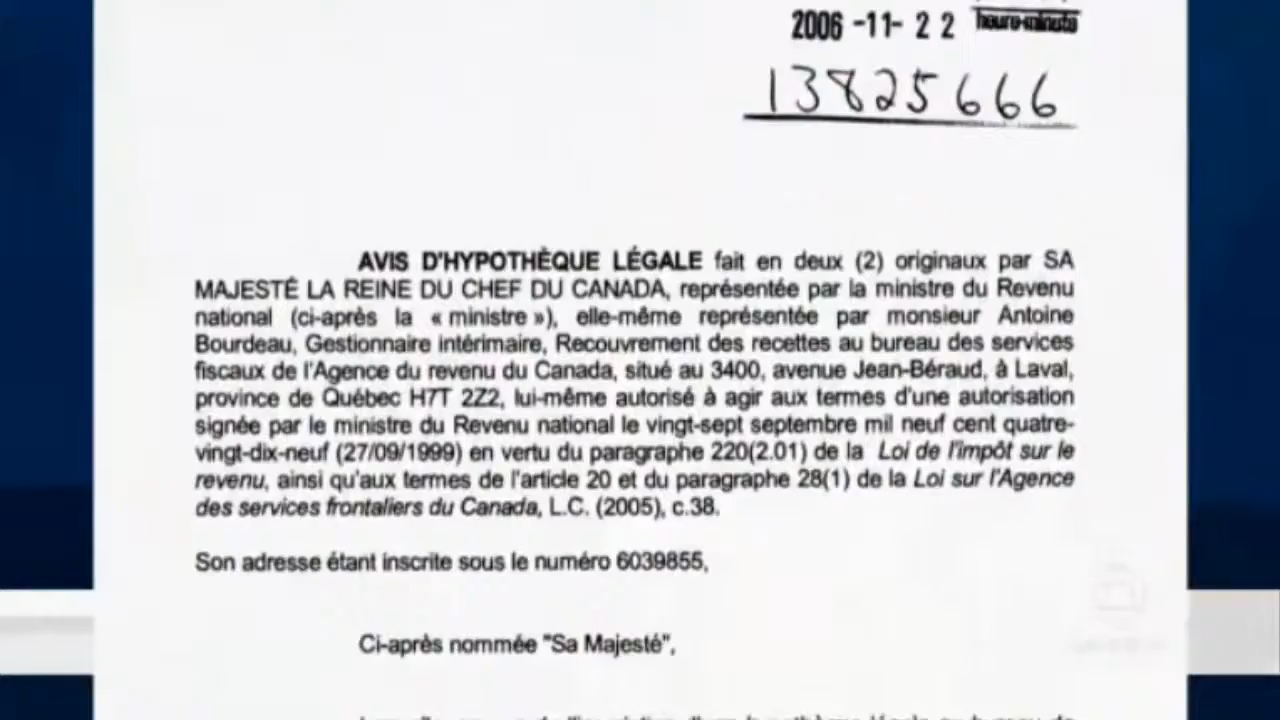 2006 -11- 22 heure-minute
13825666
AVIS D'HYPOTHÈQUE LÉGALE fait en deux (2) originaux par SA
MAJESTÉ LA REINE DU CHEF DU CANADA, représentée par la ministre du Revenu
national (ci-après la « ministre »), elle-même représentée par monsieur Antoine
Bourdeau, Gestionnaire intérimaire, Recouvrement des recettes au bureau des services
fiscaux de l'Agence du revenu du Canada, situé au 3400, avenue Jean-Béraud, à Laval,
province de Québec H7T 2Z2, lui-même autorisé à agir aux termes d'une autorisation
signée par le ministre du Revenu national le vingt-sept septembre mil neuf cent quatre-
vingt-dix-neuf (27/09/1999) en vertu du paragraphe 220(2.01) de la Loi de l'impôt sur le
revenu, ainsi qu'aux termes de l'article 20 et du paragraphe 28(1) de la Loi sur l'Agence
des services frontaliers du Canada, L.C. (2005), c.38.
Son adresse étant inscrite sous le numéro 6039855,
Ci-après nommée "Sa Majesté",